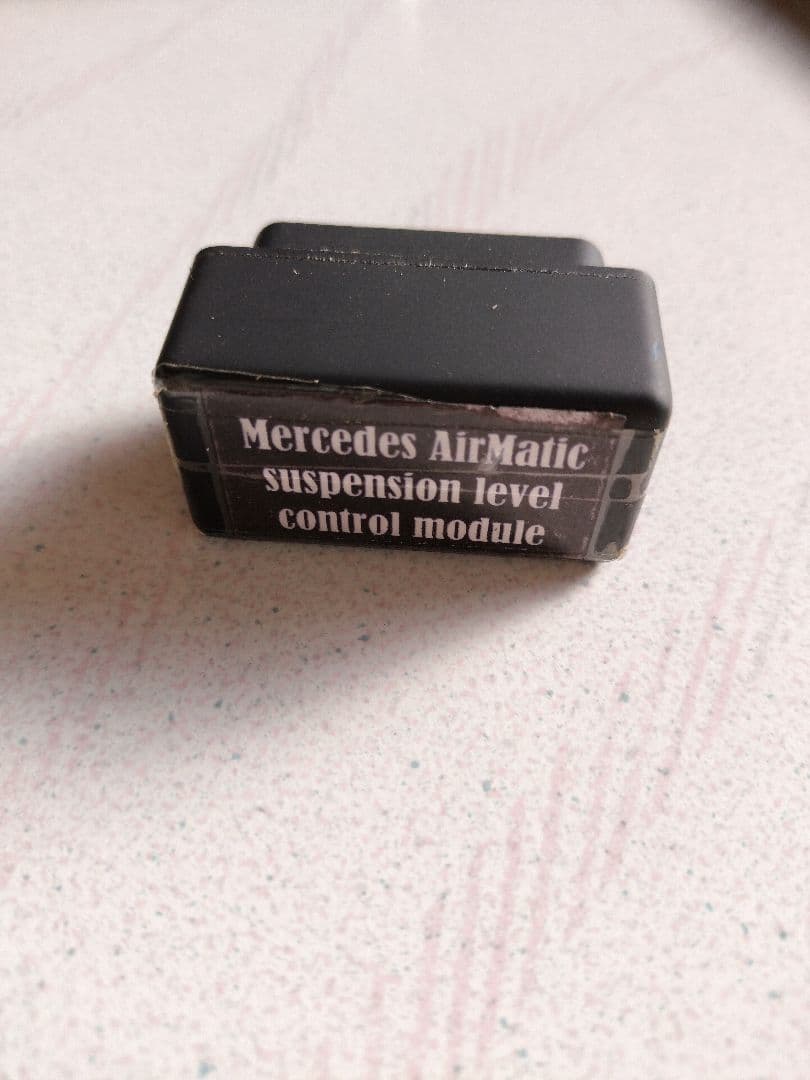 Mercedes AirMatic
suspension level
control module